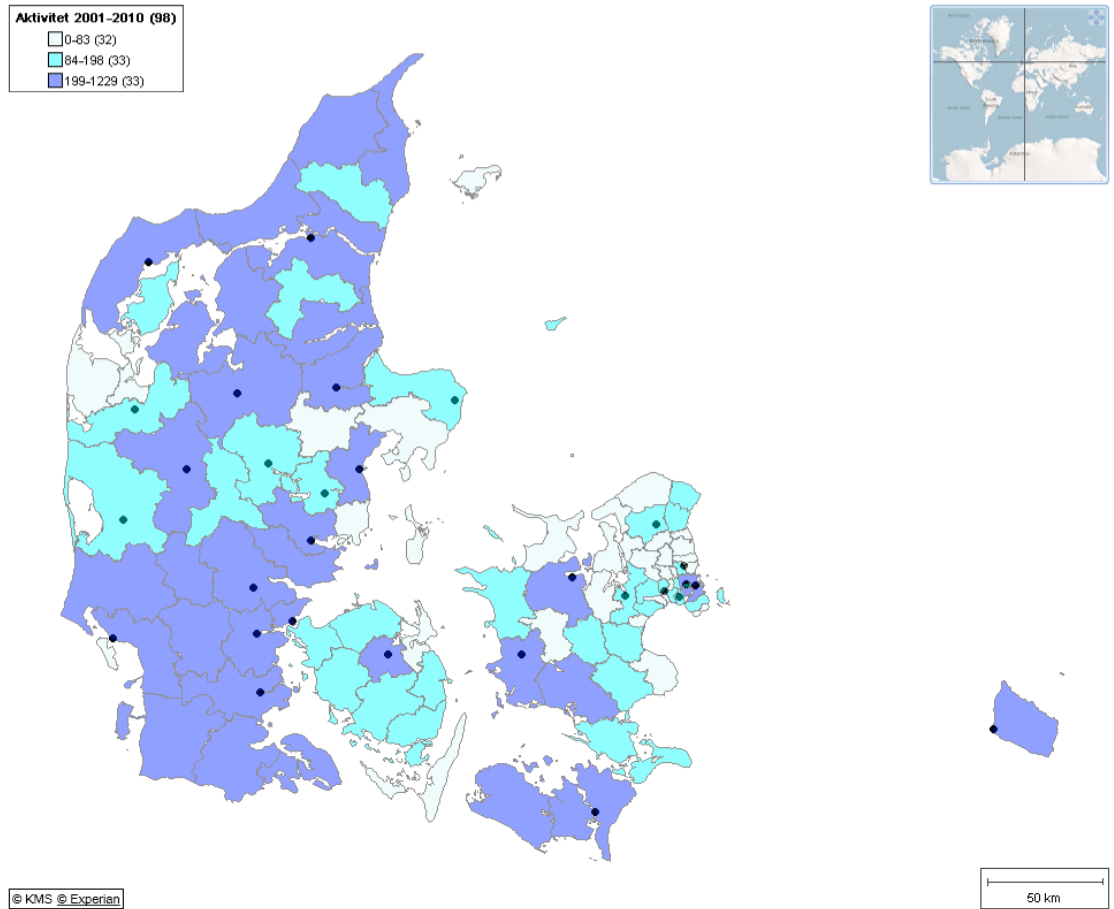 Aktivitet 2001-2010 (98)
0-83 (32)
84-198 (33)
199-1229 (33)
© KMS © Experian
50 km